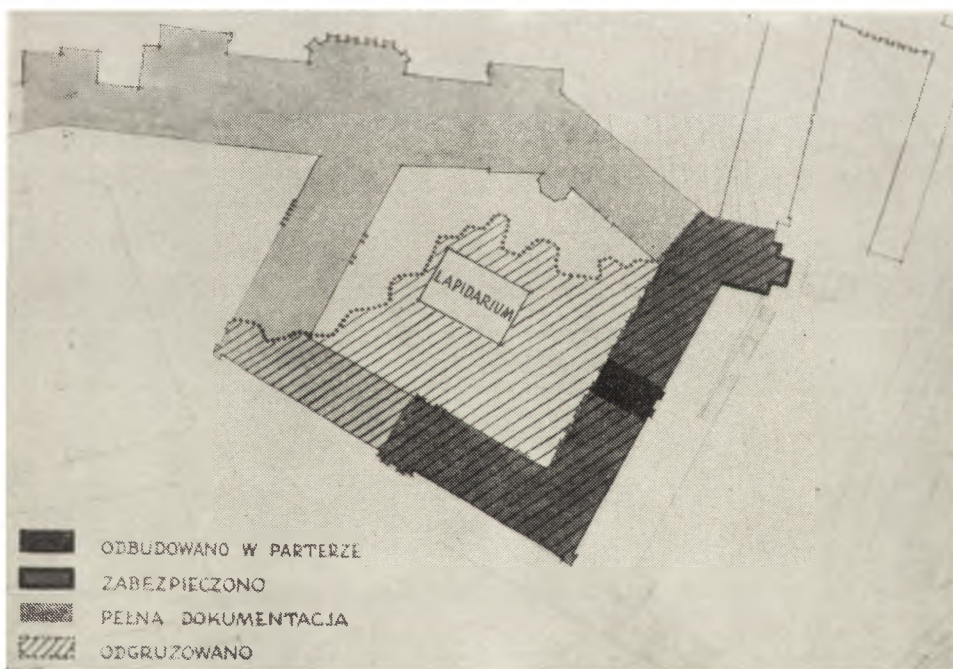 LAPIDARIUM
ODBUDOWANO W PARTERZE
ZABEZPIECZONO
PEŁNA DOKUMENTACJA
ODGRUZOWANO